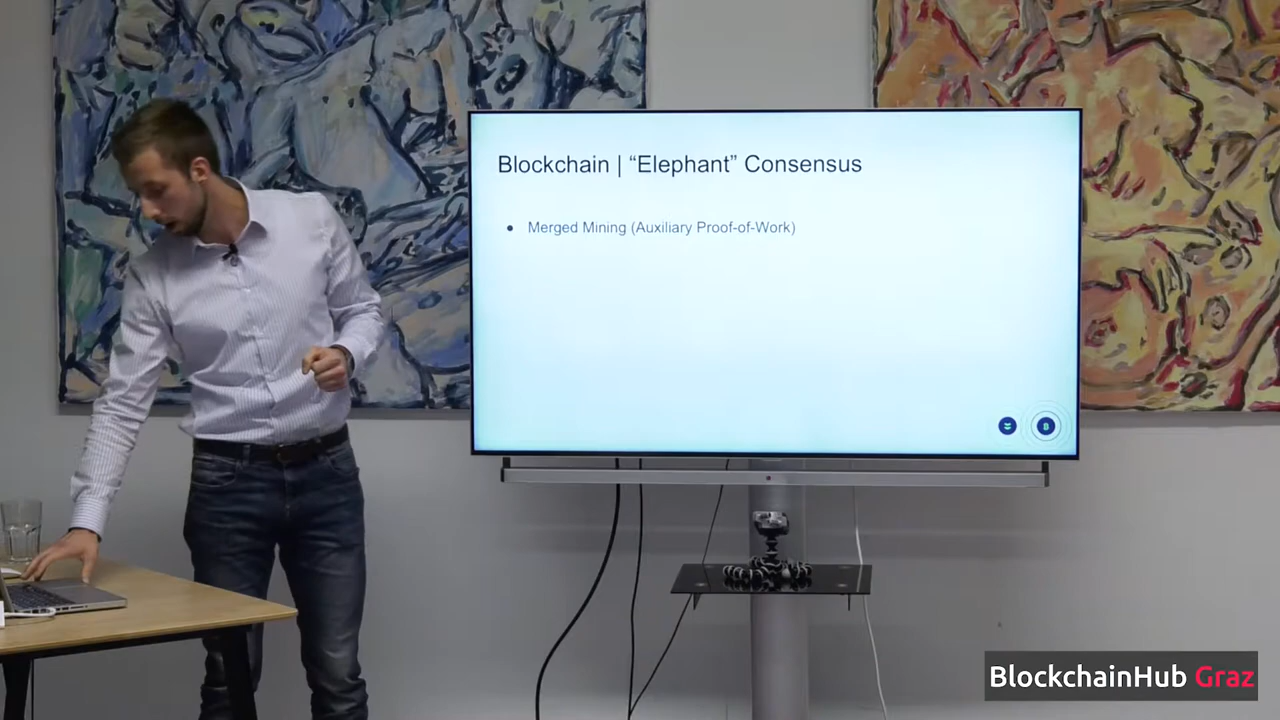 Blockchain | “Elephant” Consensus
● Merged Mining (Auxiliary Proof-of-Work)
BlockchainHub Graz